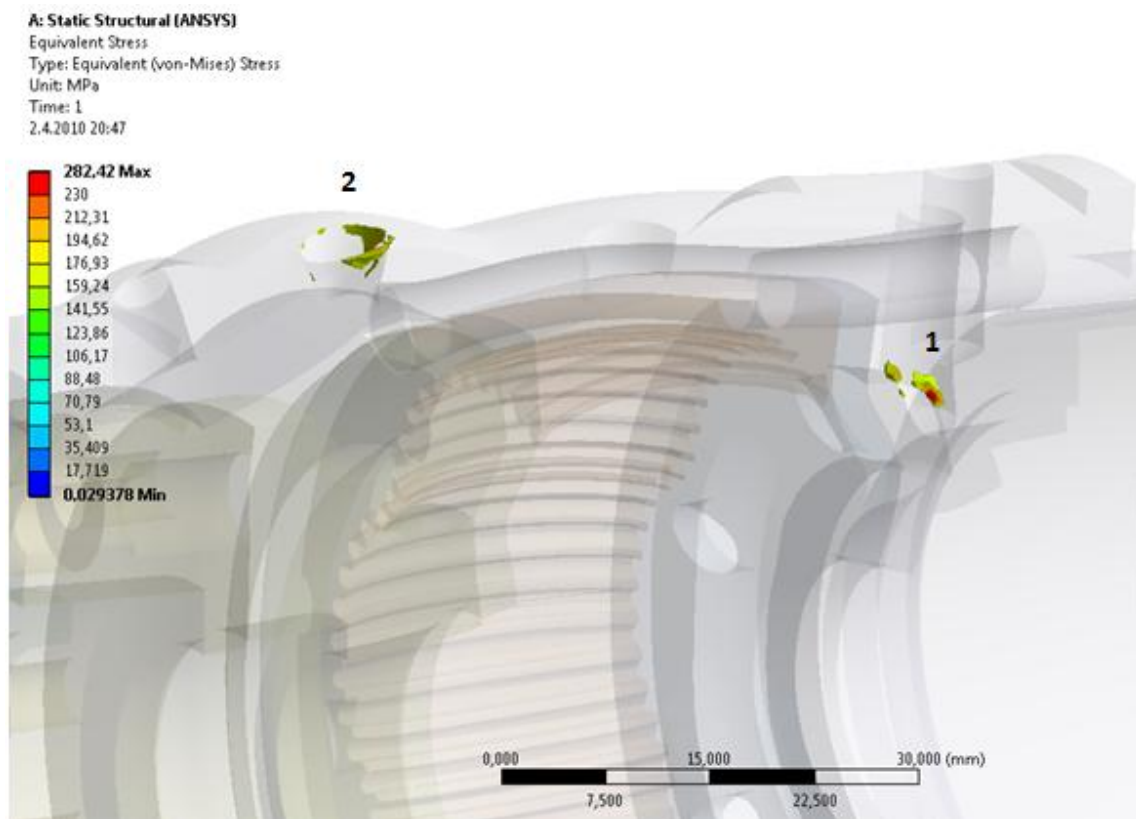 A: Static Structural (ANSYS)
Equivalent Stress
Type: Equivalent (von-Mises) Stress
Unit: MPa
Time: 1
2.4.2010 20:47
282,42 Max
230
212,31
194,62
176,93
159,24
141,55
123,86
106,17
88,48
70,79
53,1
35,409
17,719
0,029378 Min
2
1
0,000 15,000 30,000 (mm)
7,500 22,500